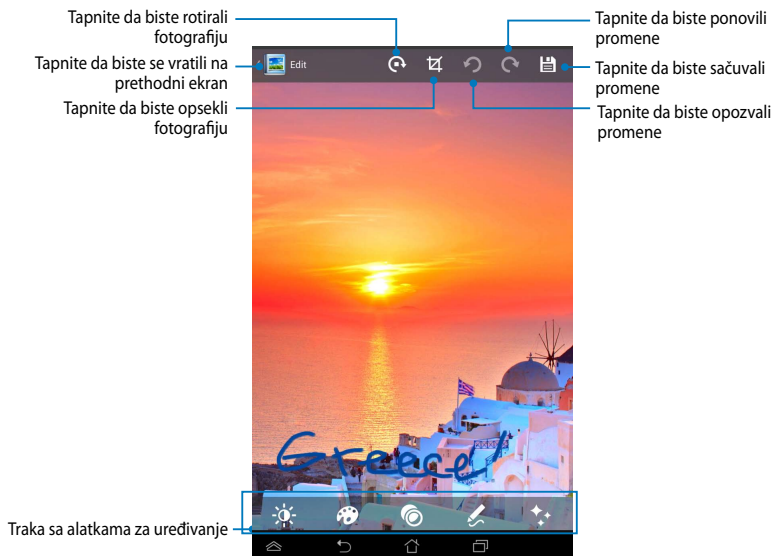 Tapnite da biste rotirali
fotografiju
Tapnite da biste se vratili na
prethodni ekran
Tapnite da biste opsekli
fotografiju
Edit
Tapnite da biste ponovili
promene
Tapnite da biste sačuvali
promene
Tapnite da biste opozvali
promene
Greece!
Traka sa alatkama za uređivanje